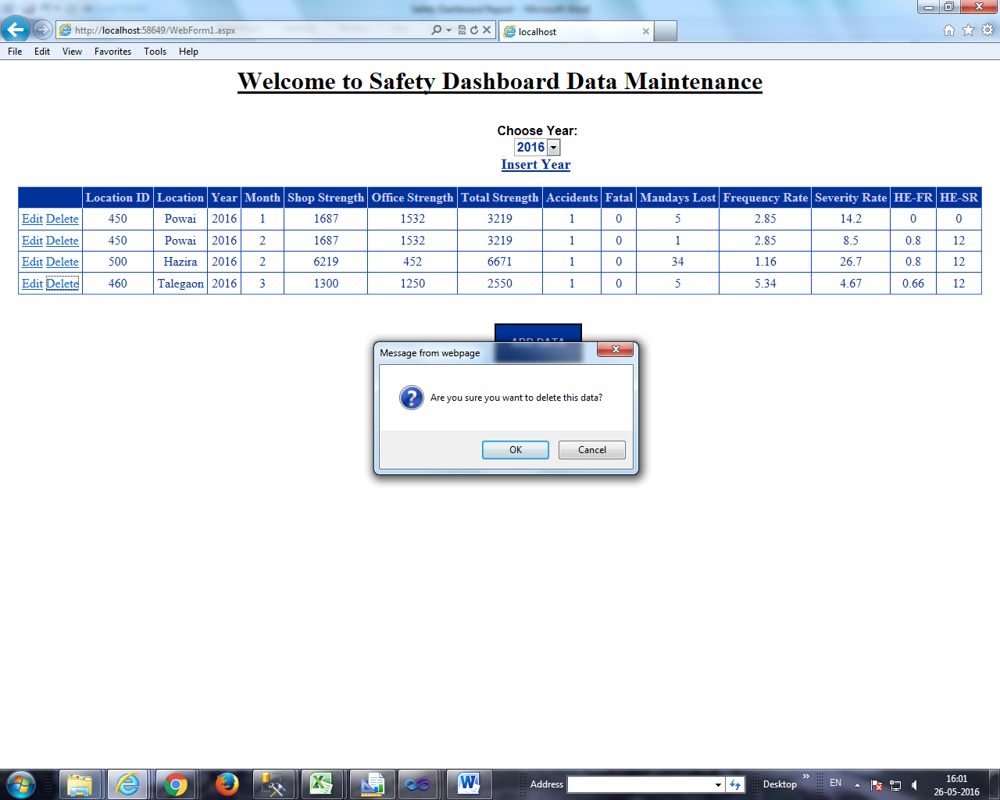 Safety Dashboard Report - Microsoft Word
http://localhost:58649/WebForm1.aspx
localhost
File Edit View Favorites Tools Help
Welcome to Safety Dashboard Data Maintenance
Choose Year:
2016
Insert Year
Location ID Location Year Month Shop Strength Office Strength Total Strength Accidents Fatal Mandays Lost Frequency Rate Severity Rate HE-FR HE-SR
Edit Delete 450 Powai 2016 1 1687 1532 3219 1 0 5 2.85 14.2 0 0
Edit Delete 450 Powai 2016 2 1687 1532 3219 1 0 1 2.85 8.5 0.8 12
Edit Delete 500 Hazira 2016 2 6219 452 6671 1 0 34 1.16 26.7 0.8 12
Edit Delete 460 Talegaon 2016 3 1300 1250 2550 1 0 5 5.34 4.67 0.66 12
ADD DATA
Message from webpage
Are you sure you want to delete this data?
OK Cancel
Address Desktop » EN 16:01
26-05-2016